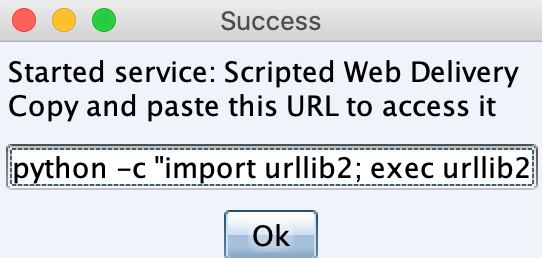 Success
Started service: Scripted Web Delivery
Copy and paste this URL to access it
python -c "import urllib2; exec urllib2
Ok